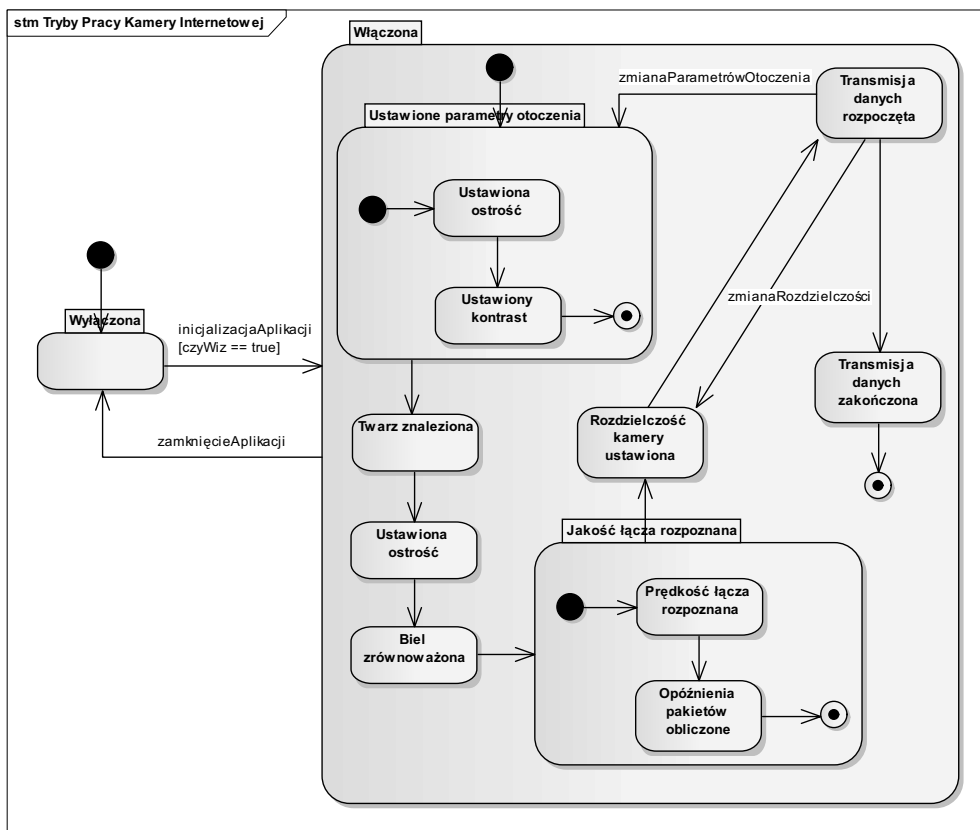 stm Tryby Pracy Kamery Internetowej
Włączona
zmianaParametrówOtoczenia
Transmisja
danych
rozpoczęta
Ustawione parametry otoczenia
Ustawiona
ostrość
Ustawiony
kontrast
zmianaRozdzielczości
Wyłączona
inicjalizacjaAplikacji
[czyWiz == true]
zamknięcieAplikacji
Transmisja
danych
zakończona
Twarz znaleziona
Rozdzielczość
kamery
ustawiona
Ustawiona
ostrość
Jakość łącza rozpoznana
Prędkość łącza
rozpoznana
Biel
zrównoważona
Opóźnienia
pakietów
obliczone